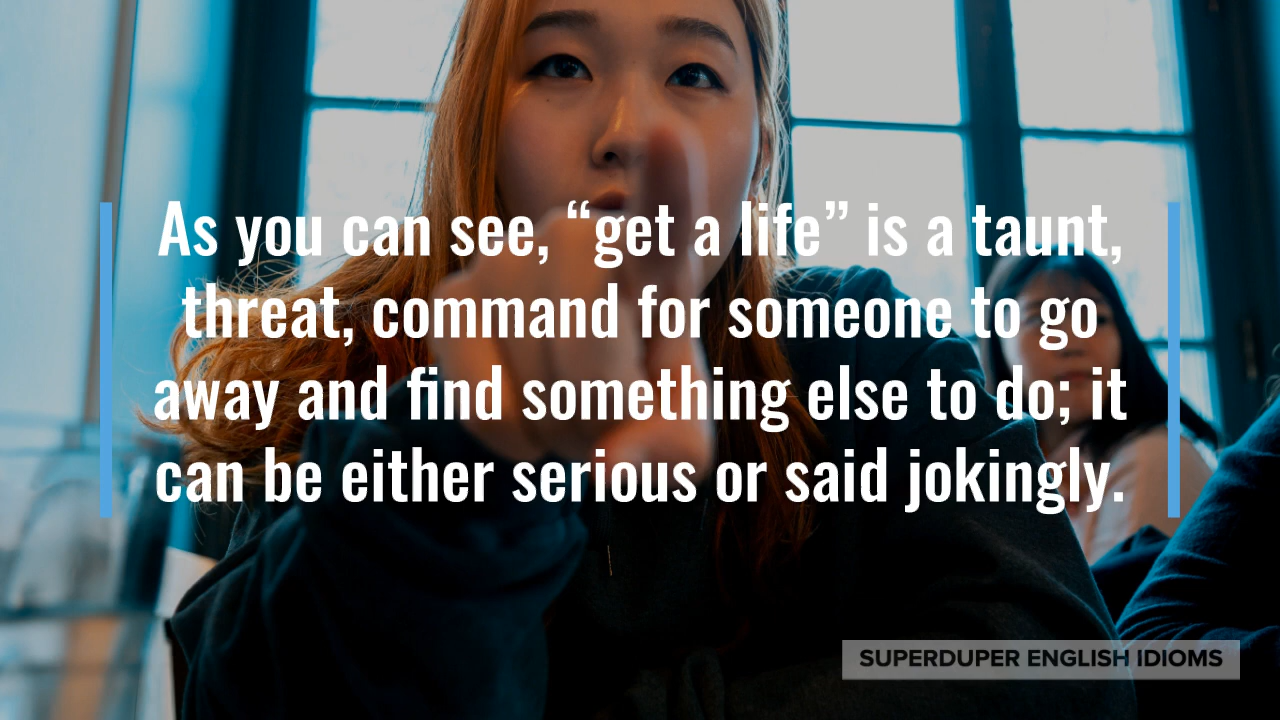 As you can see, “get a life” is a taunt,
threat, command for someone to go
away and find something else to do; it
can be either serious or said jokingly.
SUPERDUPER ENGLISH IDIOMS